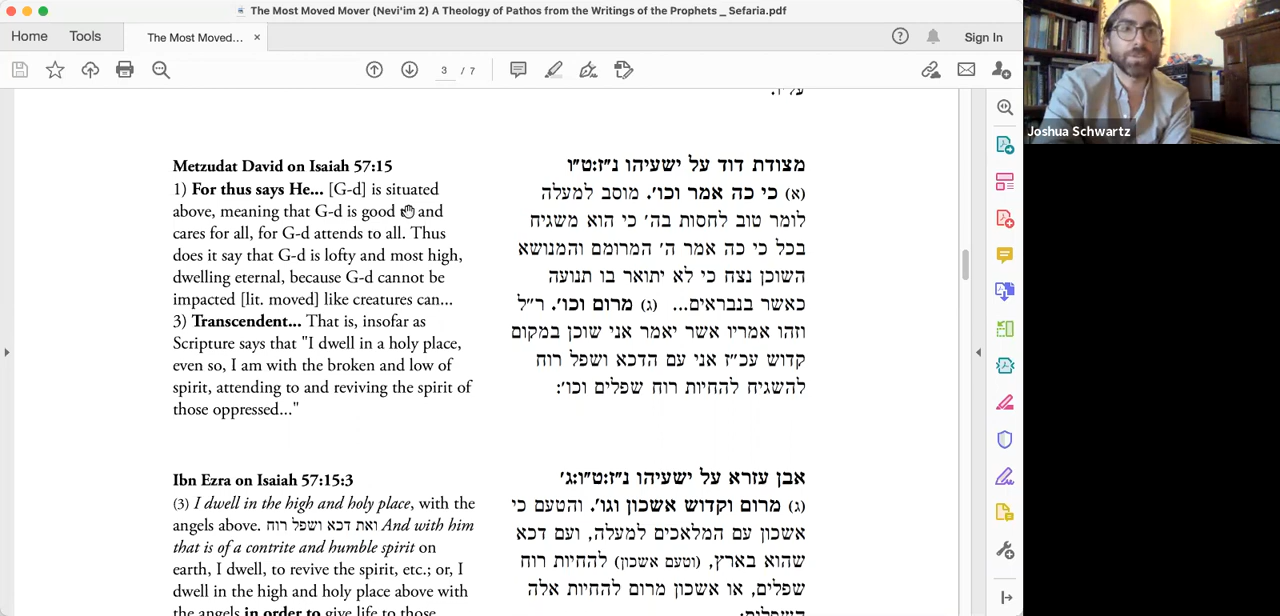 The Most Moved Mover (Nevi'im 2) A Theology of Pathos from the Writings of the Prophets _ Sefaria.pdf
Home
Tools
The Most Moved...
×
Sign In
3 / 7
Joshua Schwartz
עליו.
Metzudat David on Isaiah 57:15
1) For thus says He... [G-d] is situated
above, meaning that G-d is good and
cares for all, for G-d attends to all. Thus
does it say that G-d is lofty and most high,
dwelling eternal, because G-d cannot be
impacted [lit. moved] like creatures can...
3) Transcendent... That is, insofar as
Scripture says that "I dwell in a holy place,
even so, I am with the broken and low of
spirit, attending to and reviving the spirit of
those oppressed..."
מצודת דוד על ישעיהו נ״ז:ט״ו
(א) כי כה אמר וכו׳. מוסב למעלה
לומר טוב לחסות בה׳ כי הוא משגיח
בכל כי כה אמר ה׳ המרומם והמנושא
השוכן נצח כי לא יתואר בו תנועה
כאשר בנבראים... (ג) מרום וכו׳. ר״ל
וזהו אמריו אשר יאמר אני שוכן במקום
קדוש עכ״ז אני עם הדכא ושפל רוח
להשגיח להחיות רוח שפלים וכו׳:
Ibn Ezra on Isaiah 57:15:3
(3) I dwell in the high and holy place, with the
angels above. ואת דכא ושפל רוח And with him
that is of a contrite and humble spirit on
earth, I dwell, to revive the spirit, etc.; or, I
dwell in the high and holy place above with
the angels in order to give life to those
אבן עזרא על ישעיהו נ״ז:ט״ו:ג׳
(ג) מרום וקדוש אשכון וגו׳. והטעם כי
אשכון עם המלאכים למעלה, ועם דכא
שהוא בארץ, (וטעם אשכון) להחיות רוח
שפלים, או אשכון מרום להחיות אלה
השפלים: